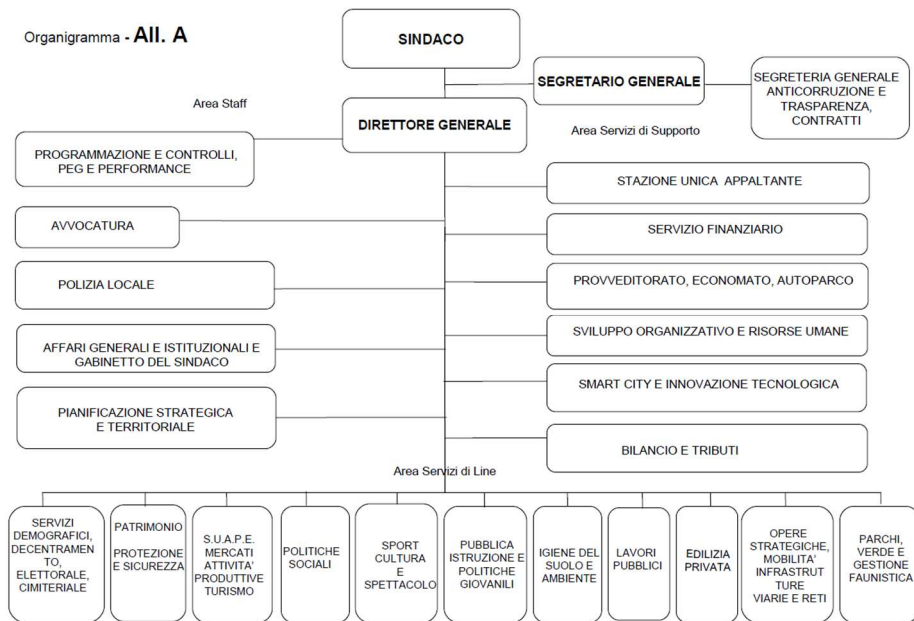 Organigramma - All. A
SINDACO
SEGRETARIO GENERALE
SEGRETERIA GENERALE
ANTICORRUZIONE E
TRASPARENZA,
CONTRATTI
Area Staff
DIRETTORE GENERALE
Area Servizi di Supporto
PROGRAMMAZIONE E CONTROLLI,
PEG E PERFORMANCE
AVVOCATURA
POLIZIA LOCALE
AFFARI GENERALI E ISTITUZIONALI E
GABINETTO DEL SINDACO
PIANIFICAZIONE STRATEGICA
E TERRITORIALE
STAZIONE UNICA APPALTANTE
SERVIZIO FINANZIARIO
PROVVEDITORATO, ECONOMATO, AUTOPARCO
SVILUPPO ORGANIZZATIVO E RISORSE UMANE
SMART CITY E INNOVAZIONE TECNOLOGICA
BILANCIO E TRIBUTI
Area Servizi di Line
SERVIZI
DEMOGRAFICI,
DECENTRAME
NTO,
ELETTORALE,
CIMITERIALE
PATRIMONIO
PROTEZIONE
E SICUREZZA
S.U.A.P.E.
MERCATI
ATTIVITA'
PRODUTTIVE
TURISMO
POLITICHE
SOCIALI
SPORT
CULTURA
E
SPETTACOLO
PUBBLICA
ISTRUZIONE E
POLITICHE
GIOVANILI
IGIENE DEL
SUOLO E
AMBIENTE
LAVORI
PUBBLICI
EDILIZIA
PRIVATA
OPERE
STRATEGICHE,
MOBILITA'
INFRASTRUT
TURE
VIARIE E RETI
PARCHI,
VERDE E
GESTIONE
FAUNISTICA